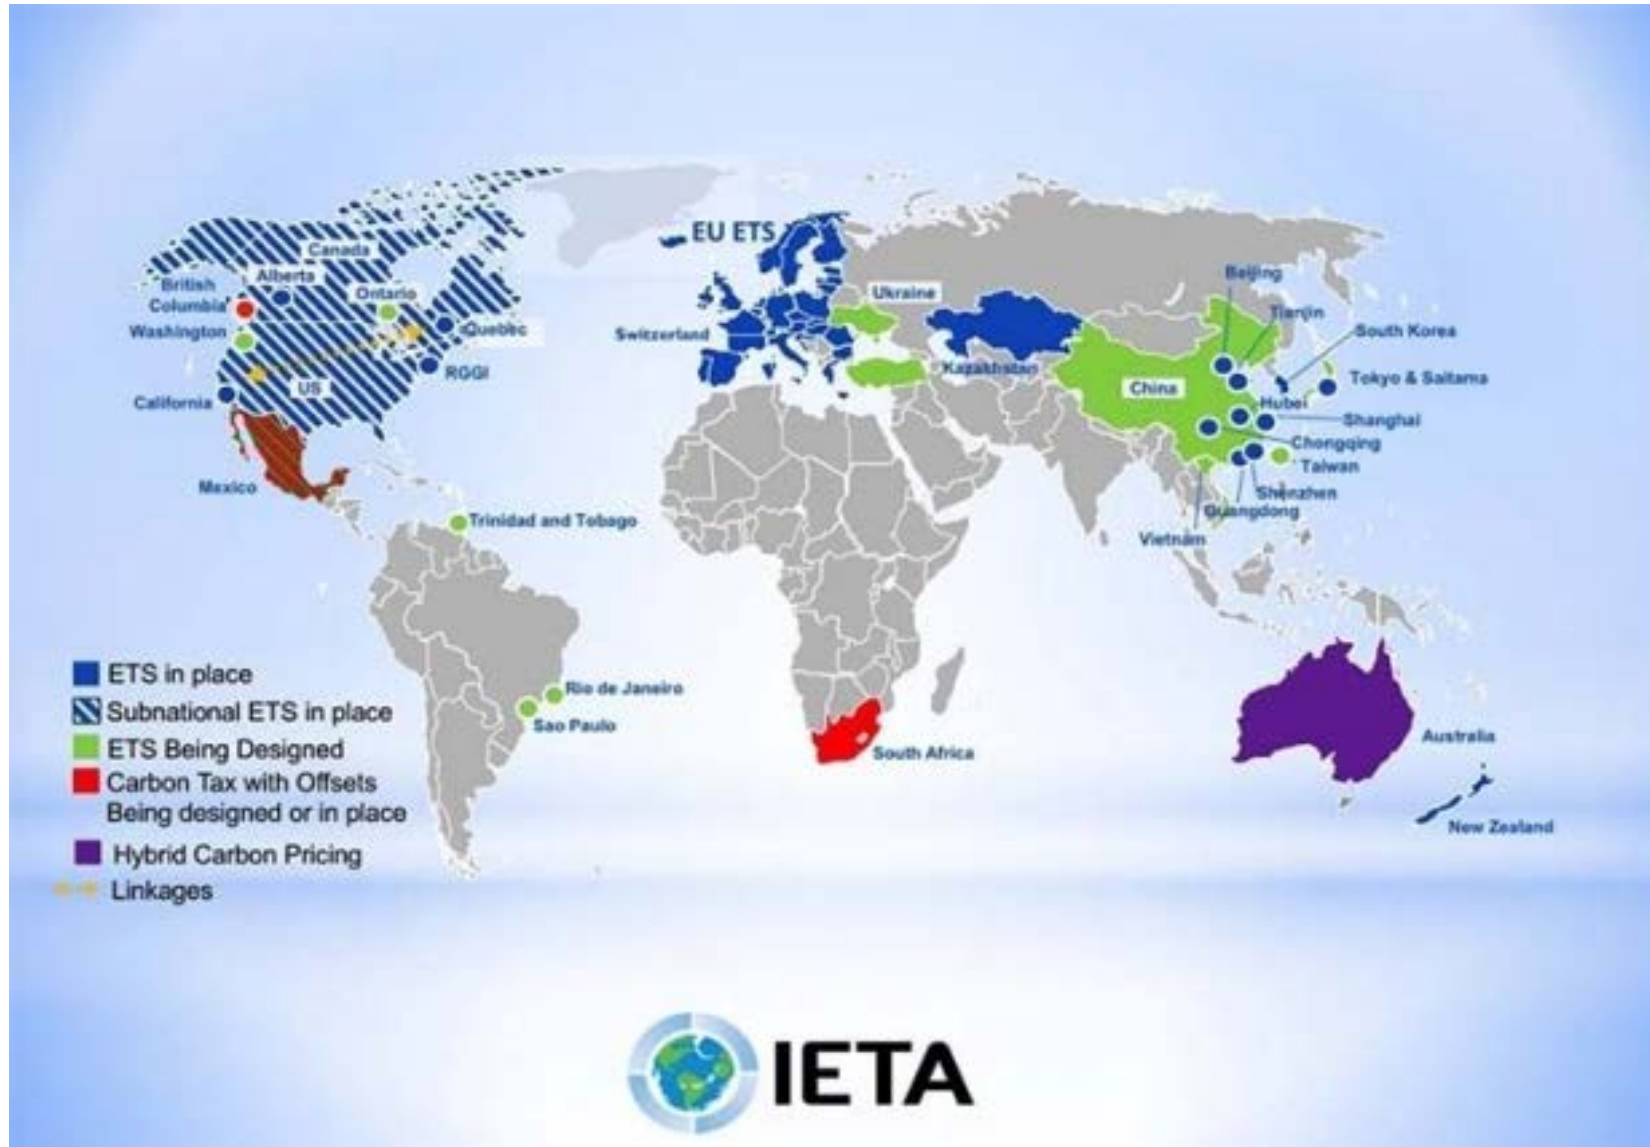 EU ETS
Canada
Alberta
British
Columbia
Ontario
Washington
Quebec
RGGI
US
California
Mexico
Trinidad and Tobago
Rio de Janeiro
Sao Paulo
Switzerland
Ukraine
Kazakhstan
China
Beijing
Tianjin
South Korea
Tokyo & Saitama
Hubei
Shanghai
Chongqing
Taiwan
Shenzhen
Guangdong
Vietnam
South Africa
Australia
New Zealand
ETS in place
Subnational ETS in place
ETS Being Designed
Carbon Tax with Offsets
Being designed or in place
Hybrid Carbon Pricing
Linkages
IETA